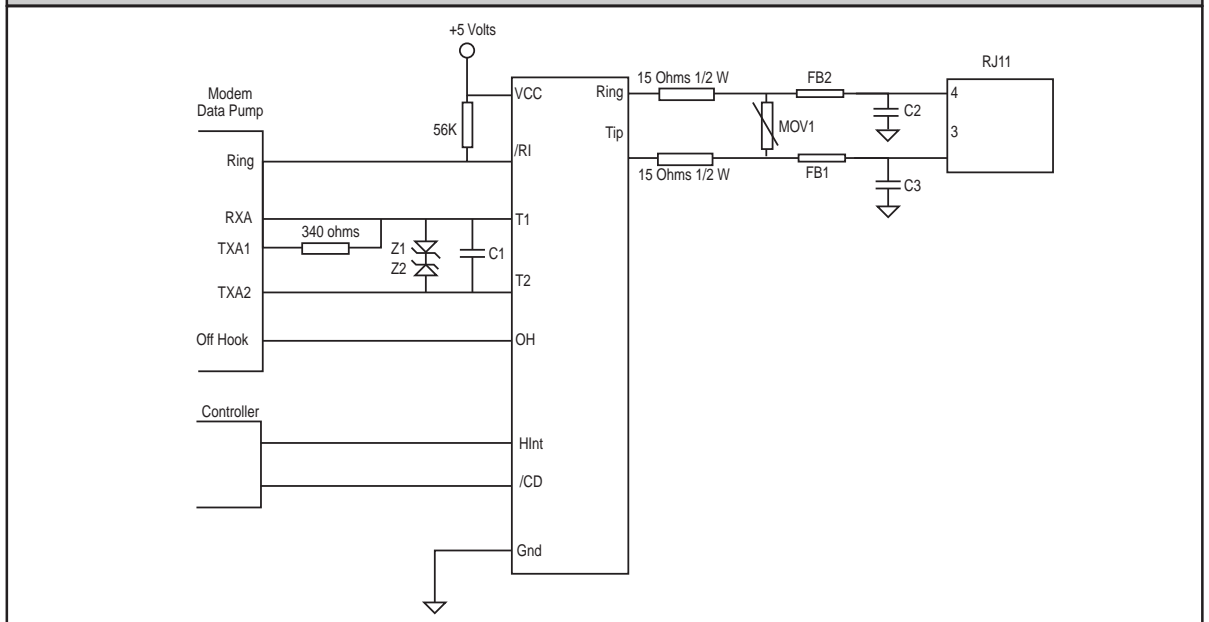 +5 Volts
Modem
Data Pump
Ring
RXA
TXA1
340 ohms
TXA2
Off Hook
Controller
56K
Z1
Z2
C1
VCC
/RI
T1
T2
OH
HInt
/CD
Gnd
Ring
Tip
15 Ohms 1/2 W
15 Ohms 1/2 W
MOV1
FB2
FB1
C2
C3
RJ11
4
3